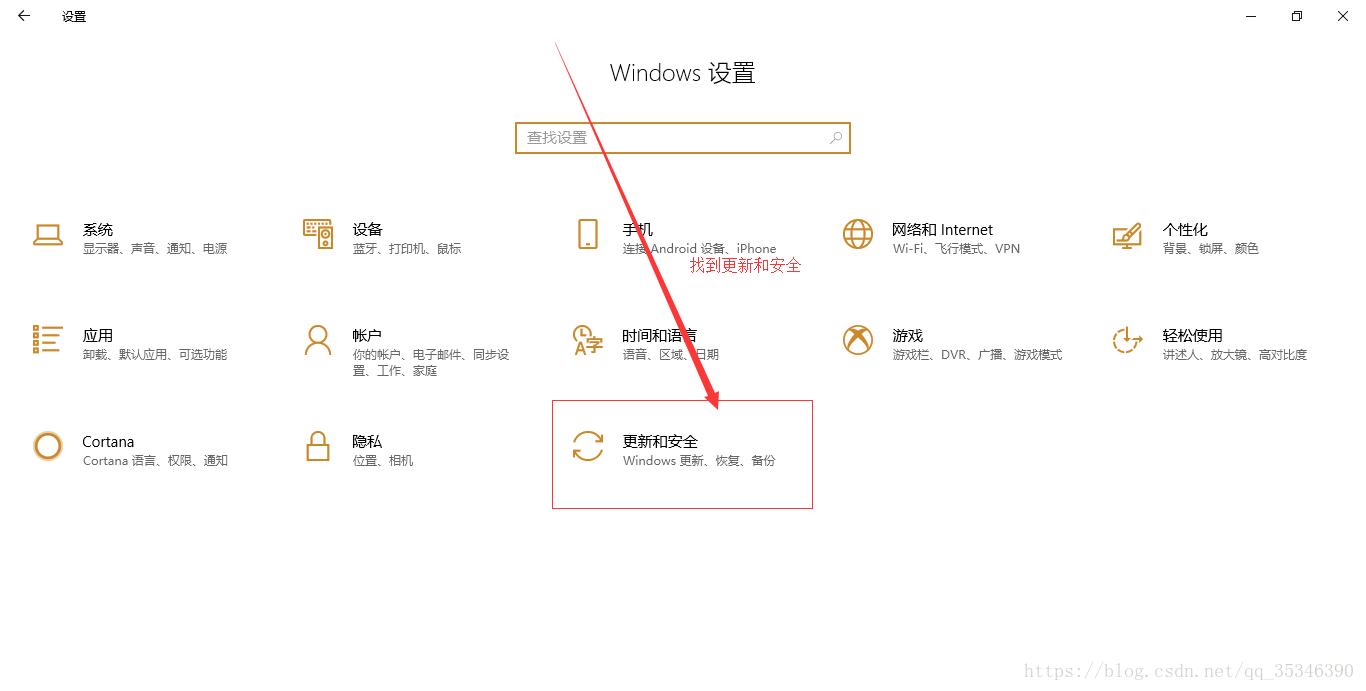 设置
Windows 设置
查找设置
系统
显示器、声音、通知、电源
设备
蓝牙、打印机、鼠标
手机
连接 Android 设备、iPhone
网络和 Internet
Wi-Fi、飞行模式、VPN
个性化
背景、锁屏、颜色
找到更新和安全
应用
卸载、默认应用、可选功能
帐户
你的帐户、电子邮件、同步设
置、工作、家庭
时间和语言
语音、区域、日期
游戏
游戏栏、DVR、广播、游戏模式
轻松使用
讲述人、放大镜、高对比度
Cortana
Cortana 语言、权限、通知
隐私
位置、相机
更新和安全
Windows 更新、恢复、备份
https://blog.csdn.net/qq_35346390